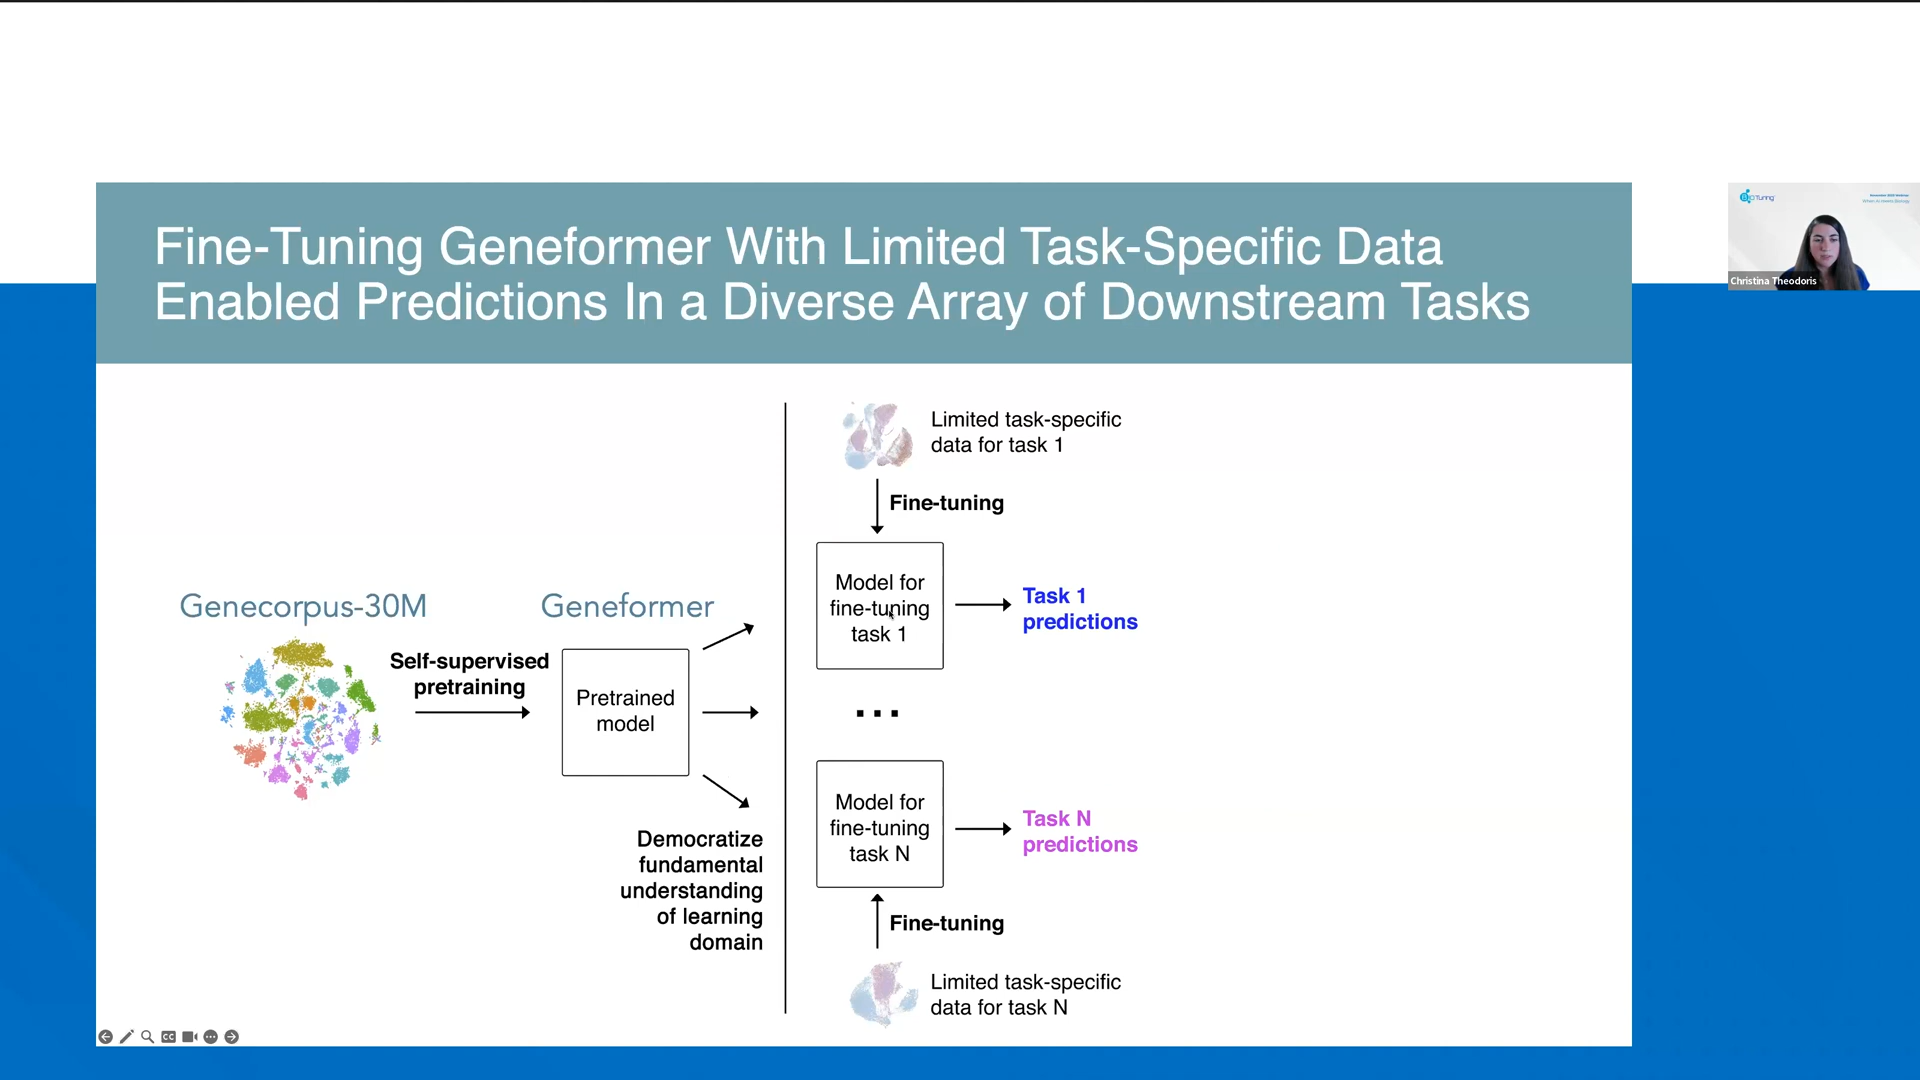 Fine-Tuning Geneformer With Limited Task-Specific Data
Enabled Predictions In a Diverse Array of Downstream Tasks
Genecorpus-30M
Self-supervised
pretraining
Geneformer
Pretrained
model
Democratize
fundamental
understanding
of learning
domain
Limited task-specific
data for task 1
Fine-tuning
Model for
fine-tuning
task 1
Task 1
predictions
...
Model for
fine-tuning
task N
Task N
predictions
Fine-tuning
Limited task-specific
data for task N
CC
Turing
Christina Theodoris